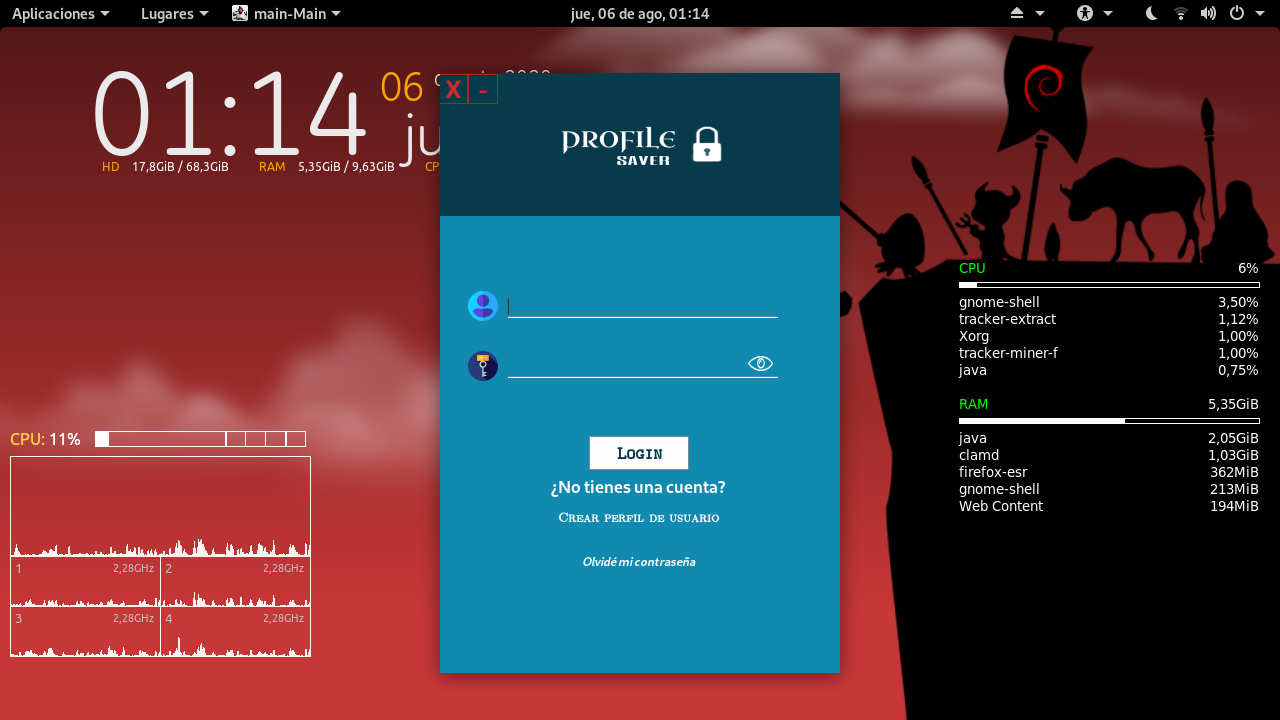 Aplicaciones Lugares main-Main jue, 06 de ago, 01:14
01:14 06
HD 17,8GiB / 68,3GiB RAM 5,35GiB / 9,63GiB CP
X -
PROFILE
SAVER
Login
¿No tienes una cuenta?
Crear perfil de usuario
Olvidé mi contraseña
CPU: 11%
1 2,28GHz 2 2,28GHz
3 2,28GHz 4 2,28GHz
CPU 6%
gnome-shell 3,50%
tracker-extract 1,12%
Xorg 1,00%
tracker-miner-f 1,00%
java 0,75%
RAM 5,35GiB
java 2,05GiB
clamd 1,03GiB
firefox-esr 362MiB
gnome-shell 213MiB
Web Content 194MiB